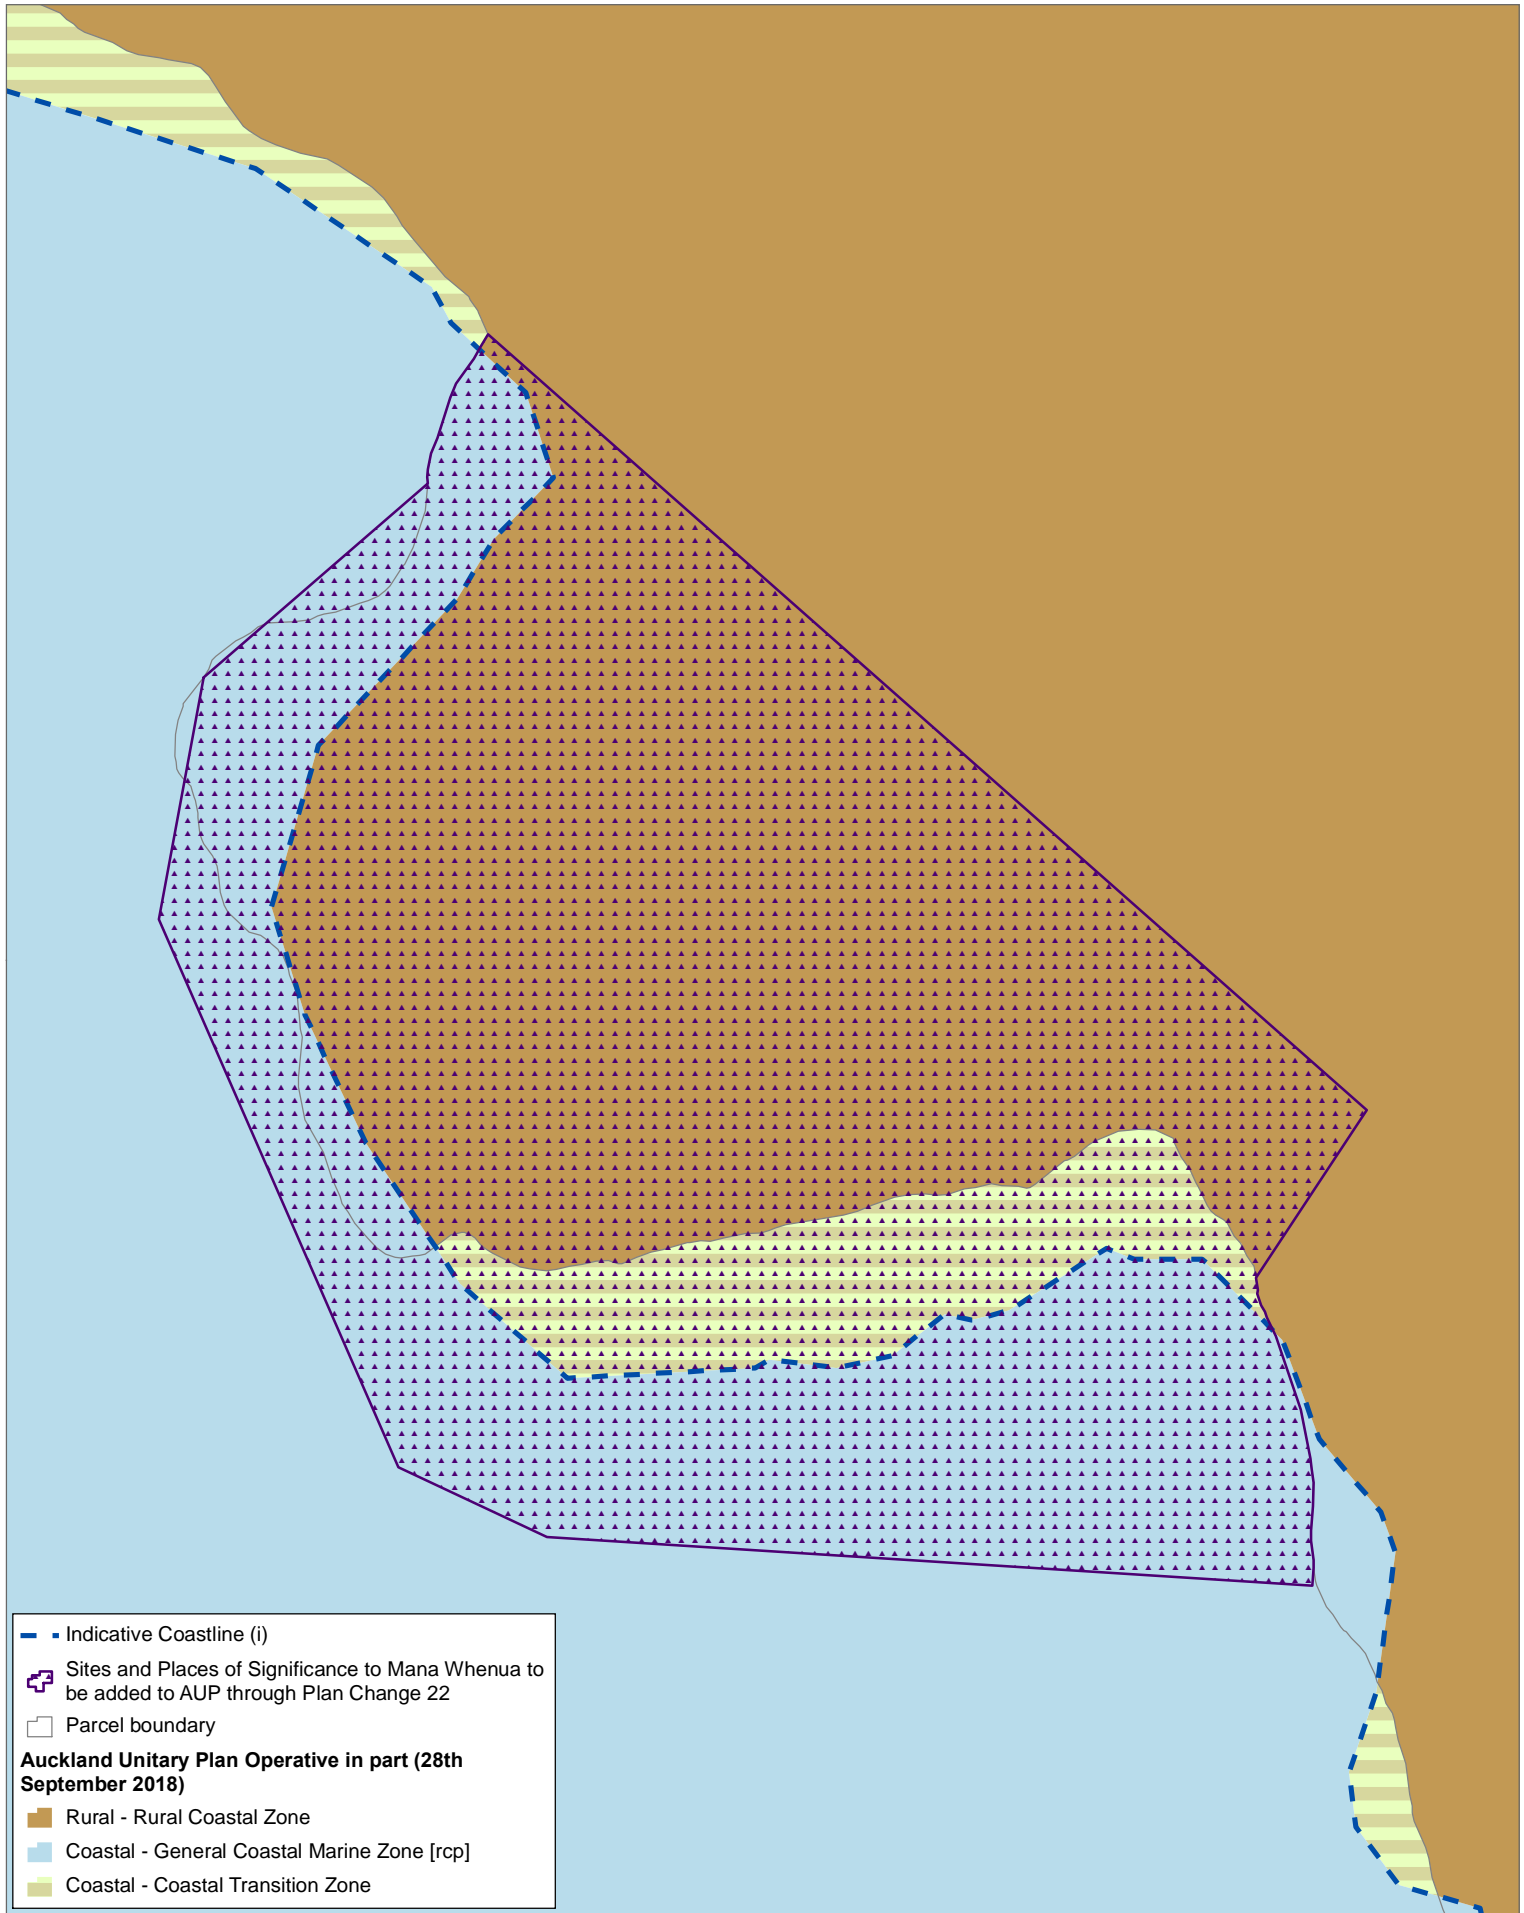 Indicative Coastline (i)
Sites and Places of Significance to Mana Whenua to
be added to AUP through Plan Change 22
Parcel boundary
Auckland Unitary Plan Operative in part (28th
September 2018)
Rural - Rural Coastal Zone
Coastal - General Coastal Marine Zone [rcp]
Coastal - Coastal Transition Zone